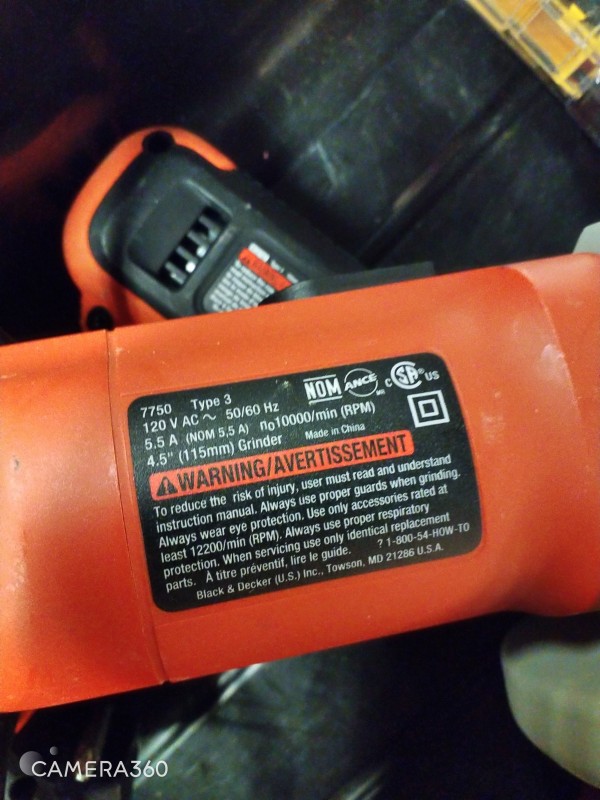 7750 Type 3
120 V AC ~ 50/60 Hz
5.5 A (NOM 5,5 A) no10000/min (RPM)
4.5" (115mm) Grinder Made in China
NOM ANCE
C SA® US
WARNING/AVERTISSEMENT
To reduce the risk of injury, user must read and understand
instruction manual. Always use proper guards when grinding.
Always wear eye protection. Use only accessories rated at
least 12200/min (RPM). Always use proper respiratory
protection. When servicing use only identical replacement
parts. À titre préventif, lire le guide. ? 1-800-54-HOW-TO
Black & Decker (U.S.) Inc., Towson, MD 21286 U.S.A.
CAMERA360